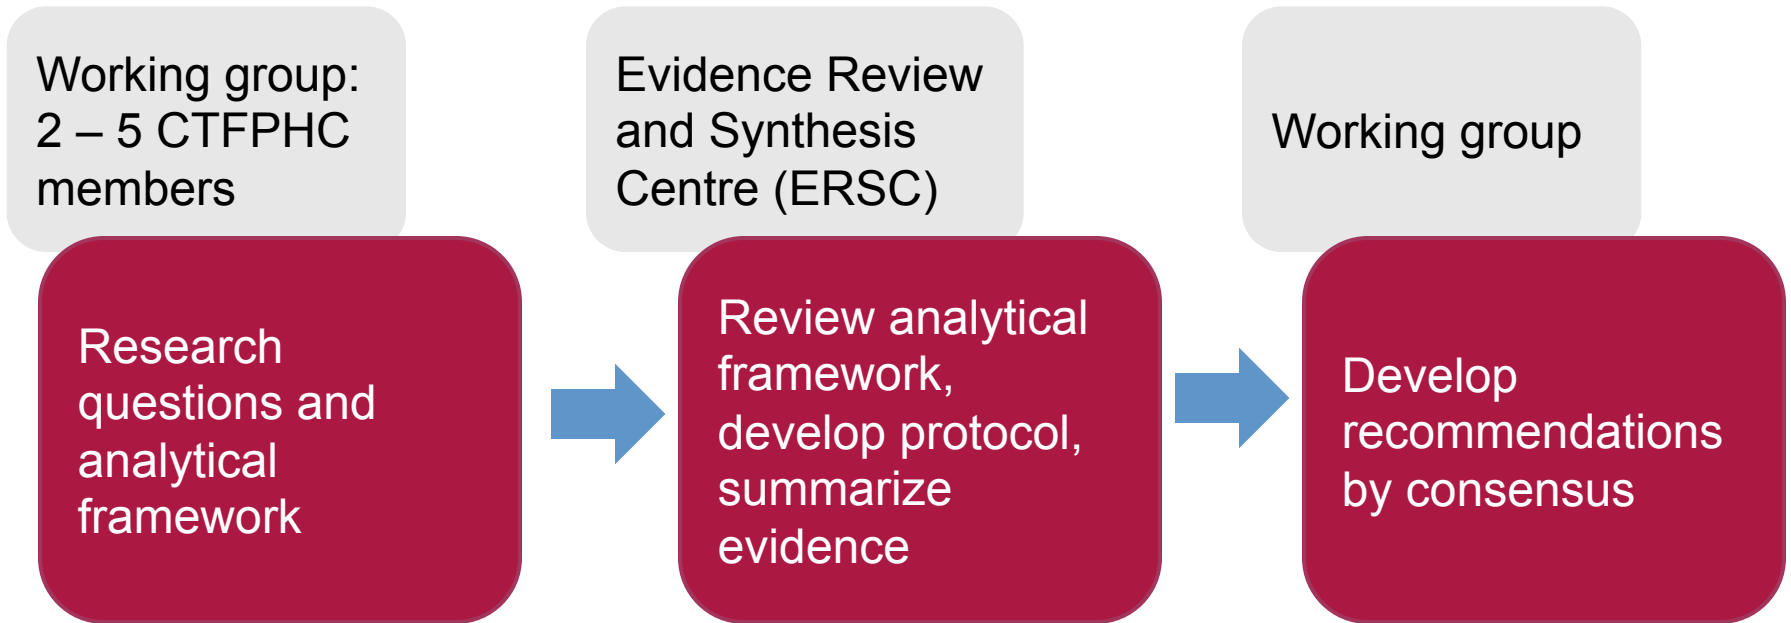 Working group:
2 – 5 CTFPHC
members
Research
questions and
analytical
framework
Evidence Review
and Synthesis
Centre (ERSC)
Review analytical
framework,
develop protocol,
summarize
evidence
Working group
Develop
recommendations
by consensus